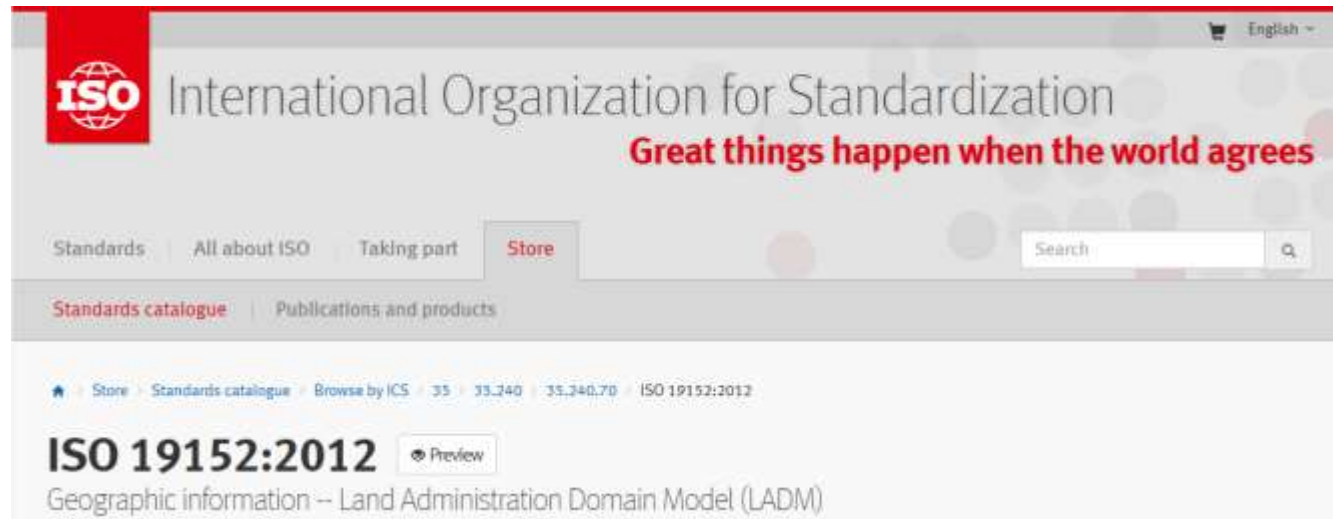 English
ISO
International Organization for Standardization
Great things happen when the world agrees
Standards All about ISO Taking part Store
Search
Standards catalogue Publications and products
Store Standards catalogue Browse by ICS 35 35.240 35.240.70 ISO 19152:2012
ISO 19152:2012 Preview
Geographic information -- Land Administration Domain Model (LADM)